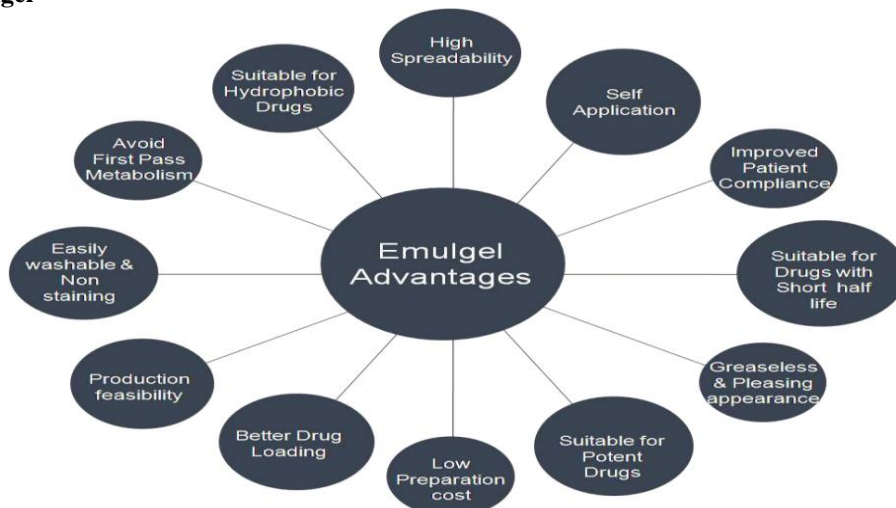 High
Spreadability
Suitable for
Hydrophobic
Drugs
Self
Application
Avoid
First Pass
Metabolism
Improved
Patient
Compliance
Emulgel
Advantages
Easily
washable &
Non
staining
Suitable for
Drugs with
Short half
life
Production
feasibility
Greaseless
& Pleasing
appearance
Better Drug
Loading
Low
Preparation
cost
Suitable for
Potent
Drugs